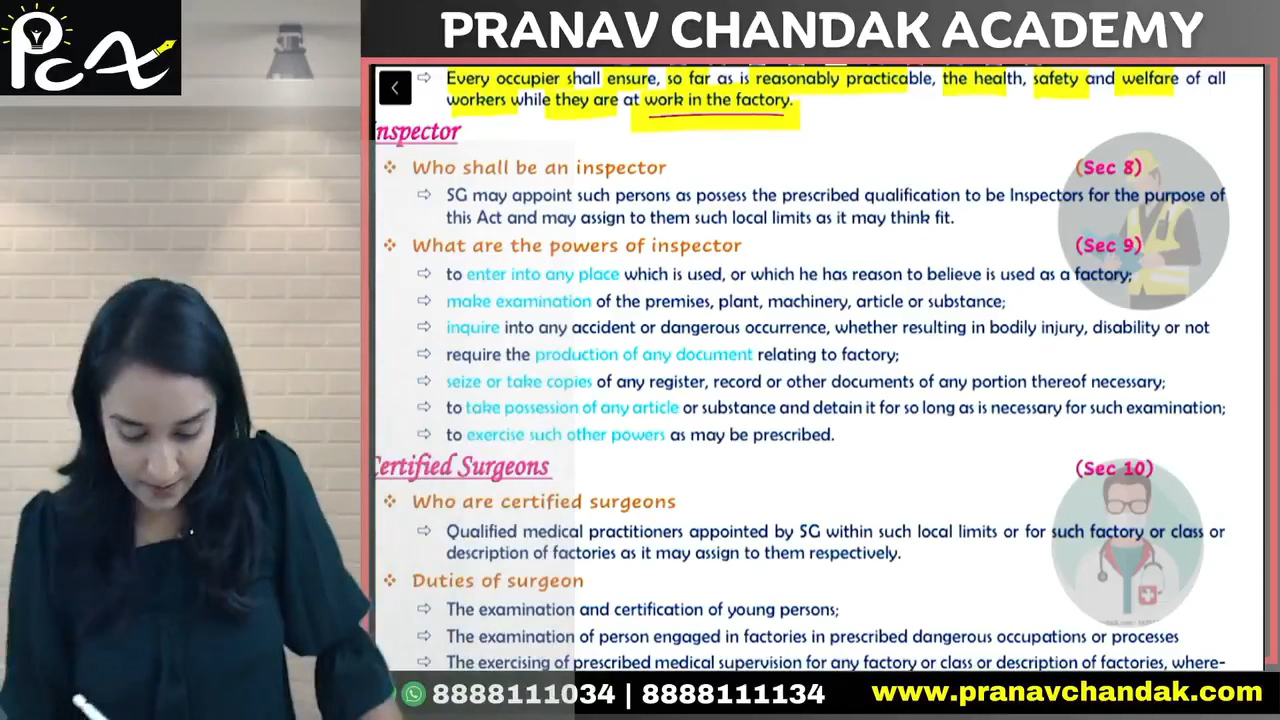 PCA
PRANAV CHANDAK ACADEMY
⇨ Every occupier shall ensure, so far as is reasonably practicable, the health, safety and welfare of all
workers while they are at work in the factory.
Inspector
❖ Who shall be an inspector (Sec 8)
⇨ SG may appoint such persons as possess the prescribed qualification to be Inspectors for the purpose of
this Act and may assign to them such local limits as it may think fit.
❖ What are the powers of inspector (Sec 9)
⇨ to enter into any place which is used, or which he has reason to believe is used as a factory;
⇨ make examination of the premises, plant, machinery, article or substance;
⇨ inquire into any accident or dangerous occurrence, whether resulting in bodily injury, disability or not
⇨ require the production of any document relating to factory;
⇨ seize or take copies of any register, record or other documents of any portion thereof necessary;
⇨ to take possession of any article or substance and detain it for so long as is necessary for such examination;
⇨ to exercise such other powers as may be prescribed.
Certified Surgeons (Sec 10)
❖ Who are certified surgeons
⇨ Qualified medical practitioners appointed by SG within such local limits or for such factory or class or
description of factories as it may assign to them respectively.
❖ Duties of surgeon
⇨ The examination and certification of young persons;
⇨ The examination of person engaged in factories in prescribed dangerous occupations or processes
⇨ The exercising of prescribed medical supervision for any factory or class or description of factories, where-
8888111034 | 8888111134 www.pranavchandak.com